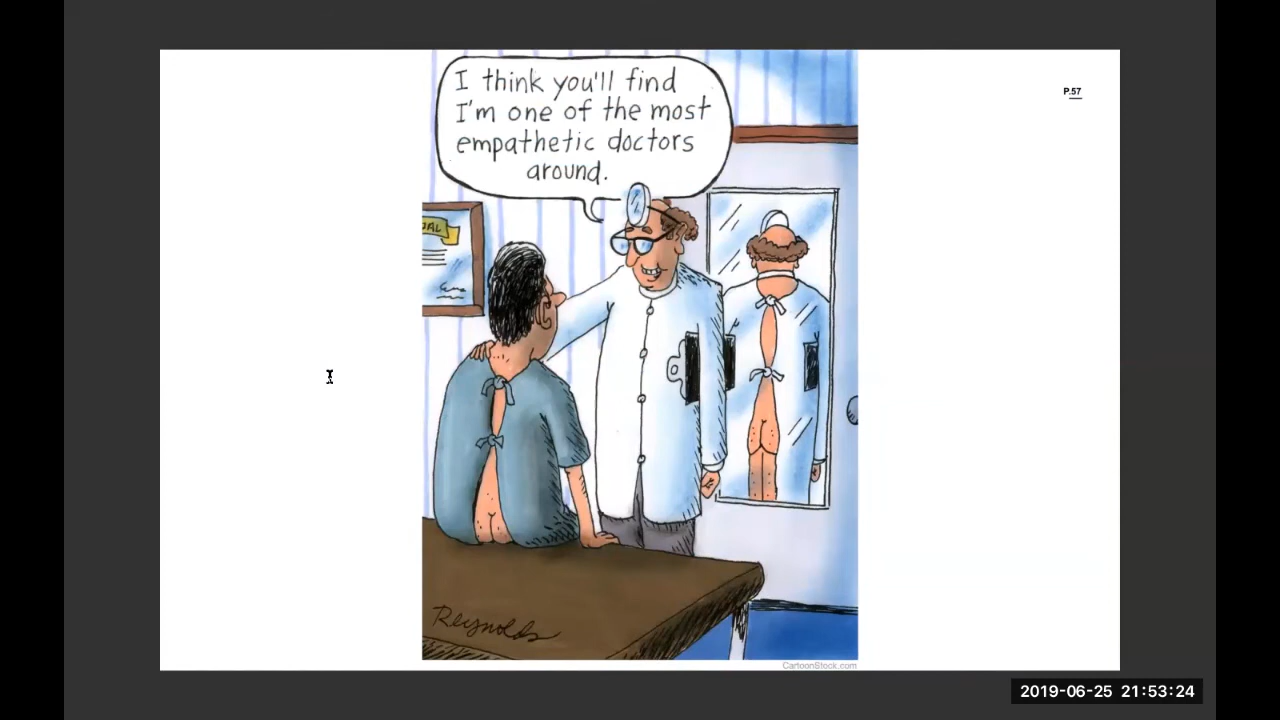 I think you'll find
I'm one of the most
empathetic doctors
around.
P.57
Reynolds
CartoonStock.com
2019-06-25 21:53:24